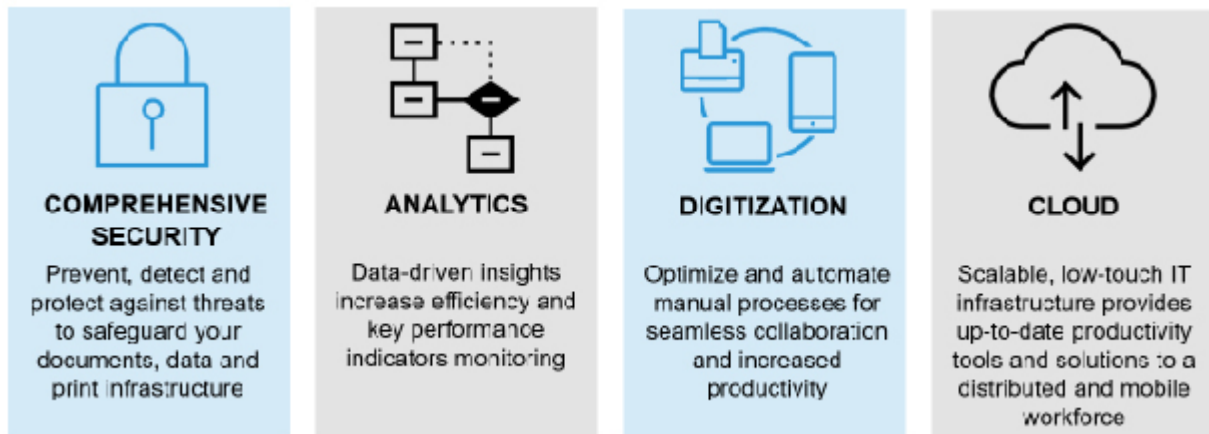 COMPREHENSIVE
SECURITY
Prevent, detect and
protect against threats
to safeguard your
documents, data and
print infrastructure
ANALYTICS
Data-driven insights
increase efficiency and
key performance
indicators monitoring
DIGITIZATION
Optimize and automate
manual processes for
seamless collaboration
and increased
productivity
CLOUD
Scalable, low-touch IT
infrastructure provides
up-to-date productivity
tools and solutions to a
distributed and mobile
workforce